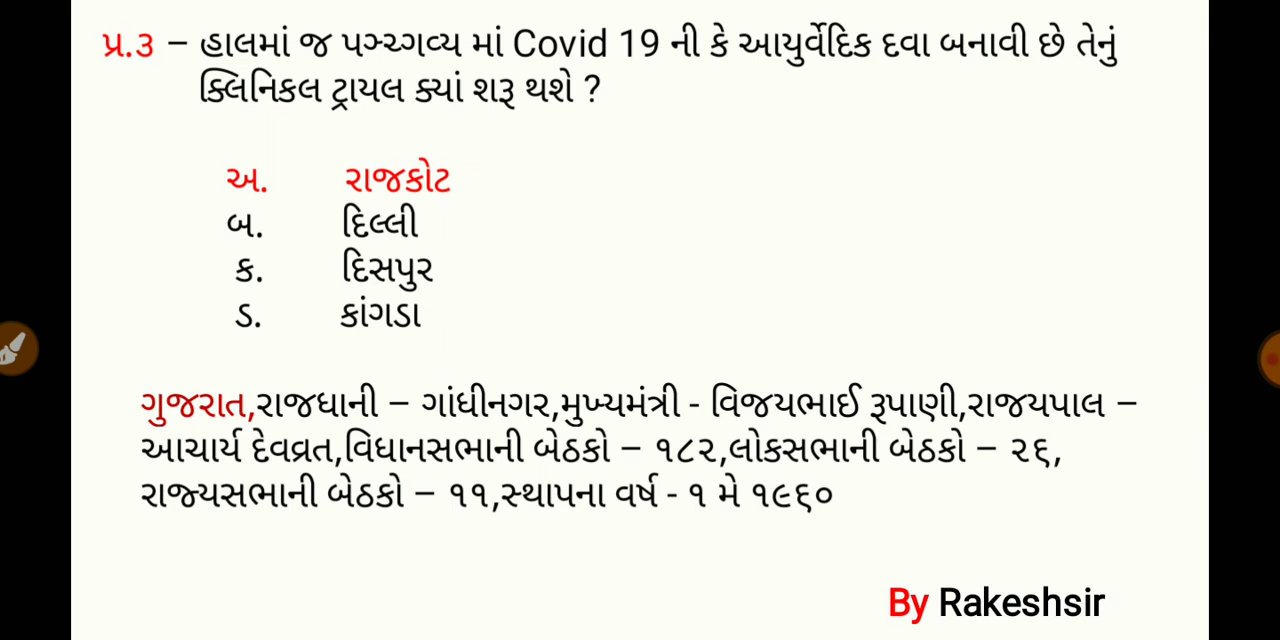 પ્ર.૩ – હાલમાં જ પઞ્ચગવ્ય માં Covid 19 ની કે આયુર્વેદિક દવા બનાવી છે તેનું
ક્લિનિકલ ટ્રાયલ ક્યાં શરૂ થશે ?
અ. રાજકોટ
બ. દિલ્લી
ક. દિસપુર
ડ. કાંગડા
ગુજરાત,રાજધાની – ગાંધીનગર,મુખ્યમંત્રી - વિજયભાઈ રૂપાણી,રાજયપાલ –
આચાર્ય દેવવ્રત,વિધાનસભાની બેઠકો – ૧૮૨,લોકસભાની બેઠકો – ૨૬,
રાજ્યસભાની બેઠકો – ૧૧,સ્થાપના વર્ષ - ૧ મે ૧૯૬૦
By Rakeshsir